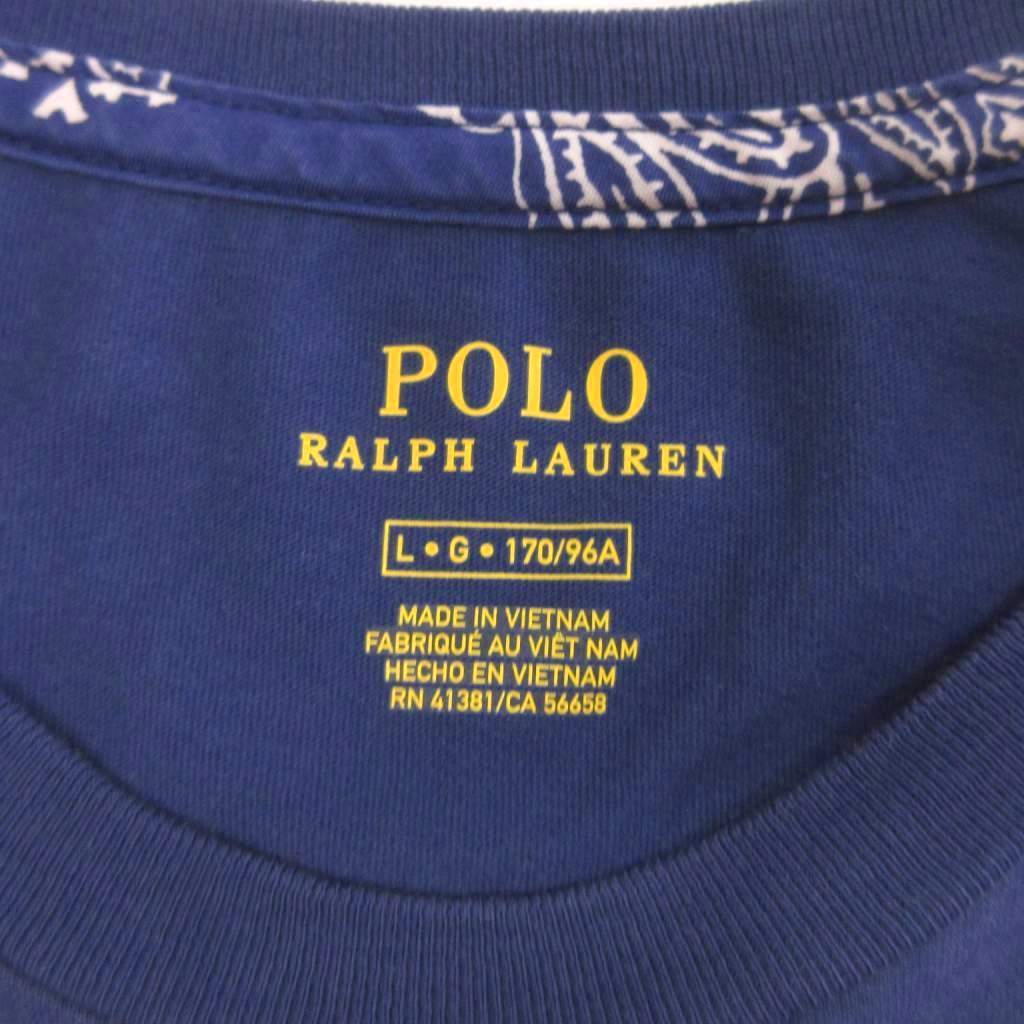 POLO
RALPH LAUREN
L • G • 170/96A
MADE IN VIETNAM
FABRIQUÉ AU VIÊT NAM
HECHO EN VIETNAM
RN 41381/CA 56658